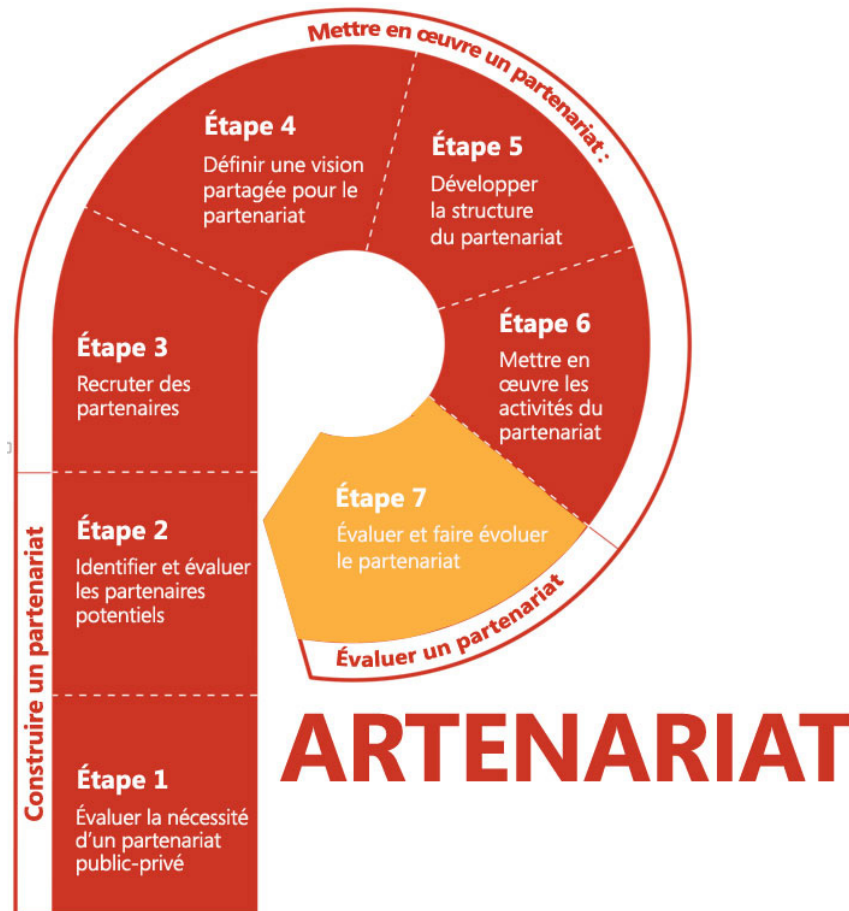 Mettre en œuvre un partenariat :
Étape 4
Définir une vision
partagée pour le
partenariat
Étape 5
Développer
la structure
du partenariat
Étape 3
Recruter des
partenaires
Étape 6
Mettre en
œuvre les
activités du
partenariat
Étape 7
Évaluer et faire évoluer
le partenariat
Évaluer un partenariat
Étape 2
Identifier et évaluer
les partenaires
potentiels
Construire un partenariat
Étape 1
Évaluer la nécessité
d’un partenariat
public-privé
ARTENARIAT